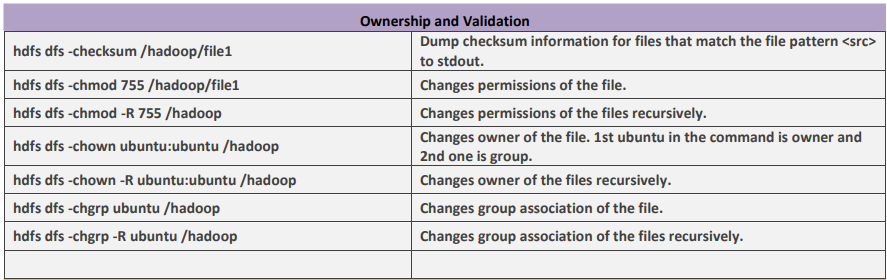 Ownership and Validation
hdfs dfs -checksum /hadoop/file1
Dump checksum information for files that match the file pattern <src>
to stdout.
hdfs dfs -chmod 755 /hadoop/file1
Changes permissions of the file.
hdfs dfs -chmod -R 755 /hadoop
Changes permissions of the files recursively.
hdfs dfs -chown ubuntu:ubuntu /hadoop
Changes owner of the file. 1st ubuntu in the command is owner and
2nd one is group.
hdfs dfs -chown -R ubuntu:ubuntu /hadoop
Changes owner of the files recursively.
hdfs dfs -chgrp ubuntu /hadoop
Changes group association of the file.
hdfs dfs -chgrp -R ubuntu /hadoop
Changes group association of the files recursively.